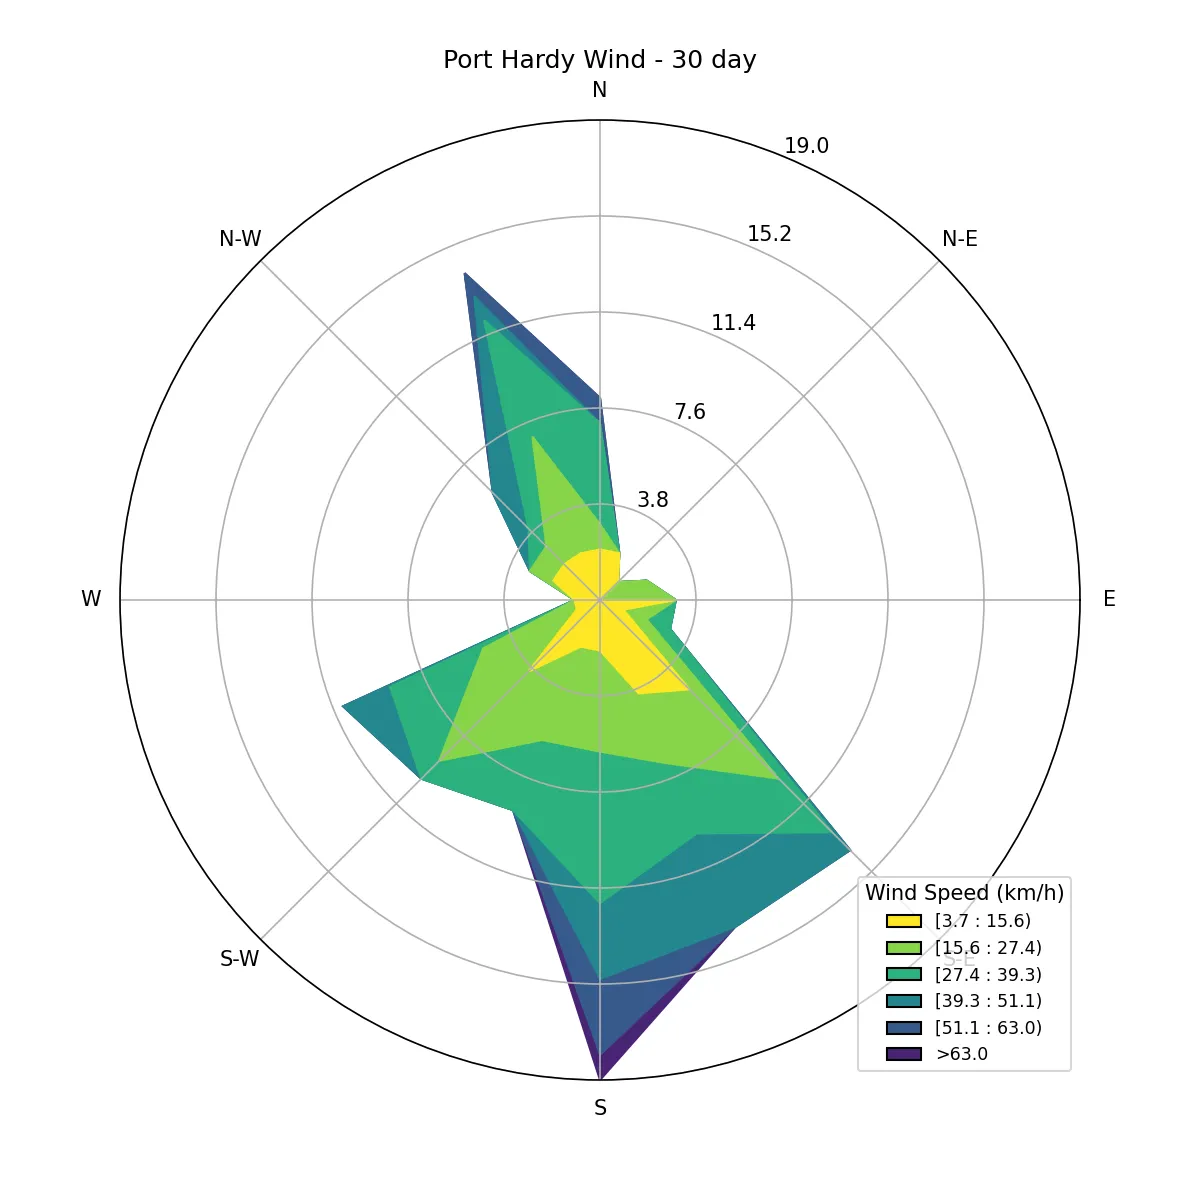 Port Hardy Wind - 30 day
N
19.0
15.2
N-W
N-E
11.4
7.6
3.8
W
E
Wind Speed (km/h)
[3.7 : 15.6)
[15.6 : 27.4)
S-W
S-E
[27.4 : 39.3)
[39.3 : 51.1)
[51.1 : 63.0)
>63.0
S